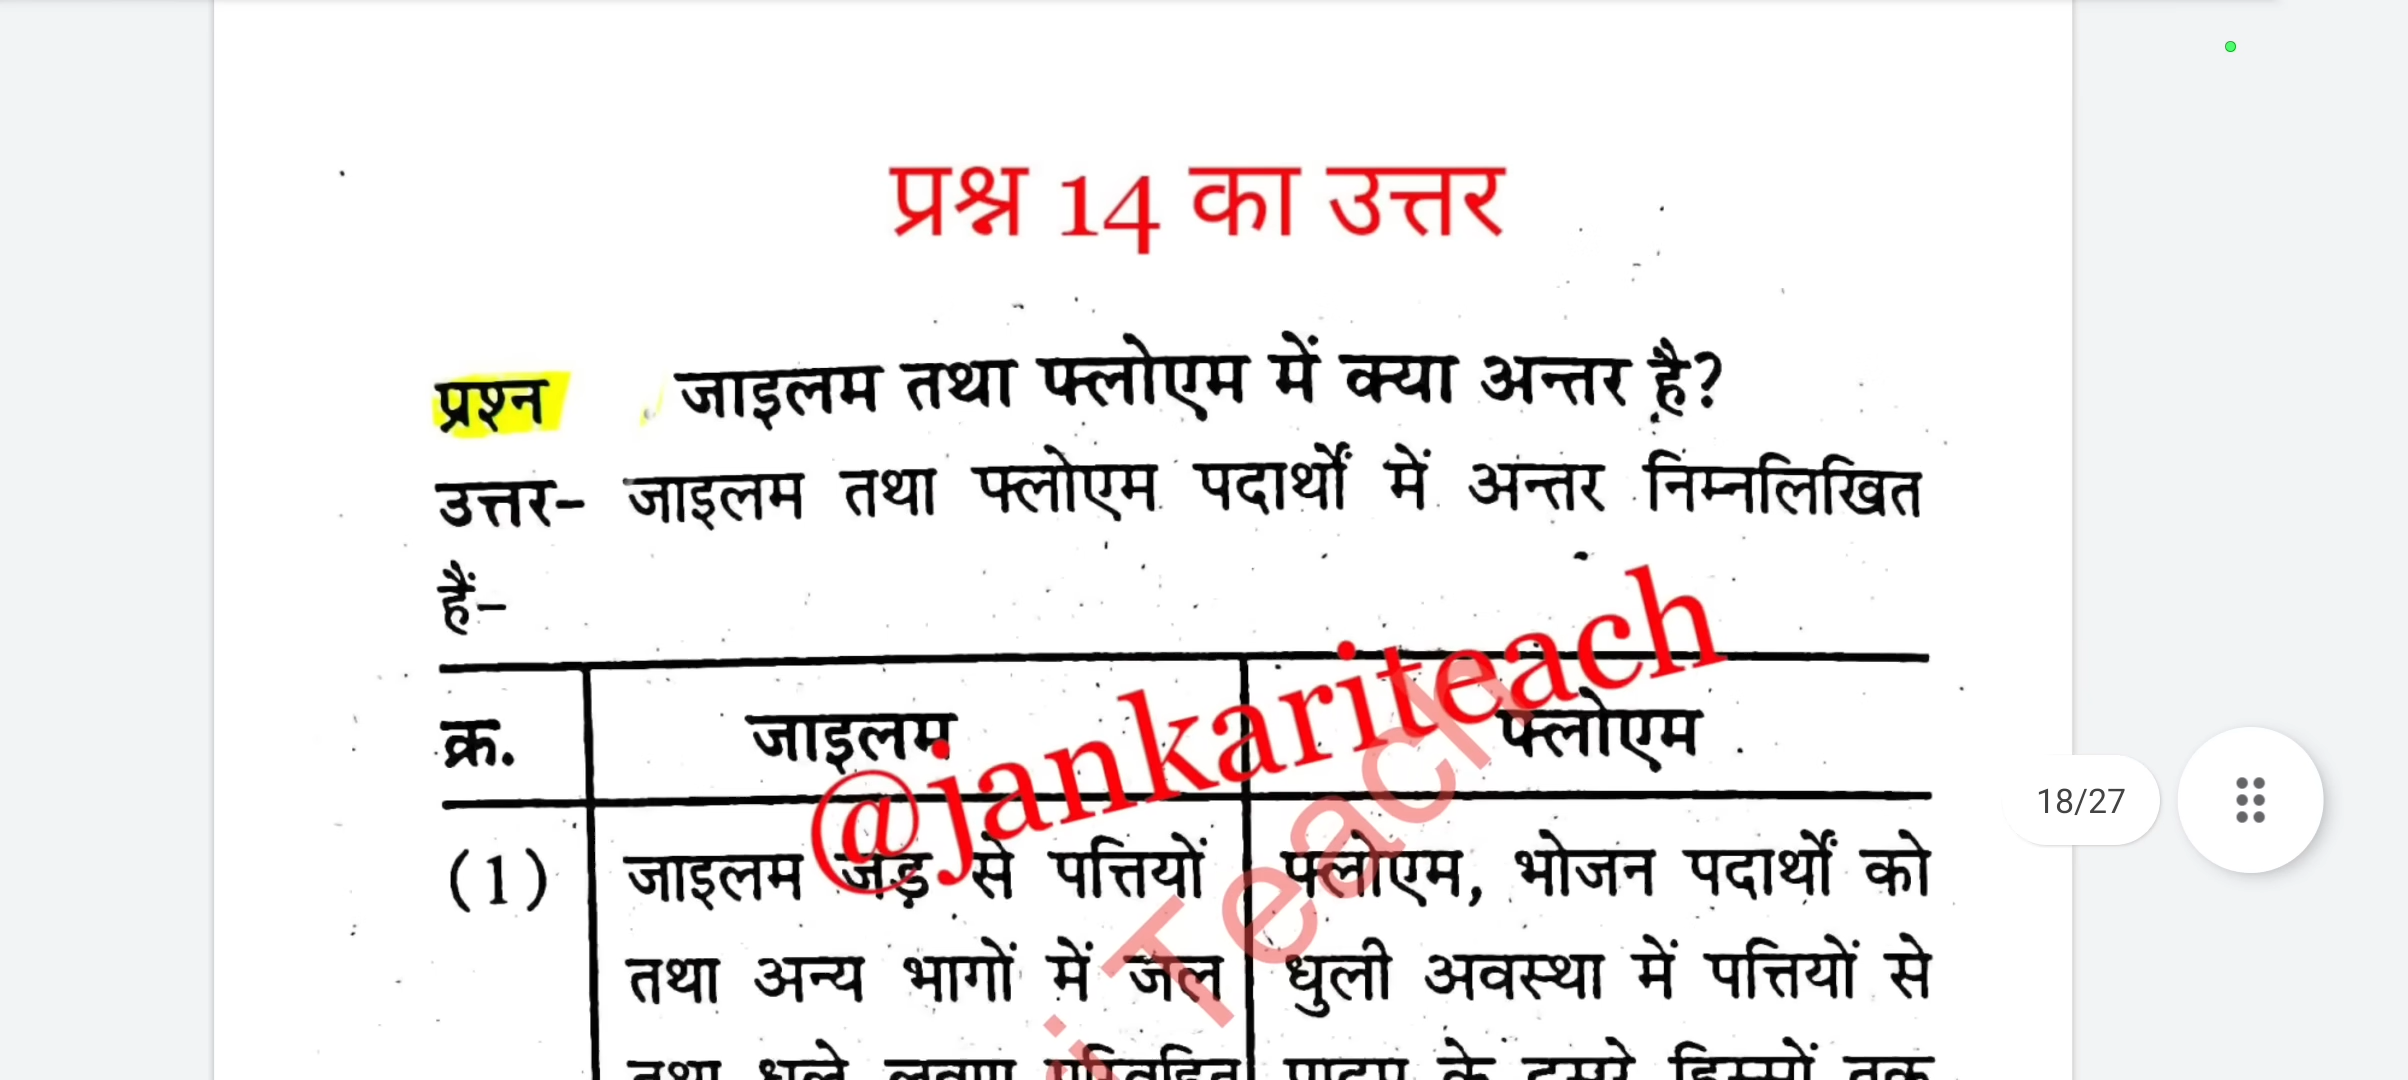 प्रश्न 14 का उत्तर
प्रश्न जाइलम तथा फ्लोएम में क्या अन्तर है?
उत्तर- जाइलम तथा फ्लोएम पदार्थों में अन्तर निम्नलिखित
हैं-
क्र. जाइलम फ्लोएम
@jankariteach
(1) जाइलम जड़ से पत्तियों फ्लोएम, भोजन पदार्थों को
i Teach
तथा अन्य भागों में जल धुली अवस्था में पत्तियों से
18/27